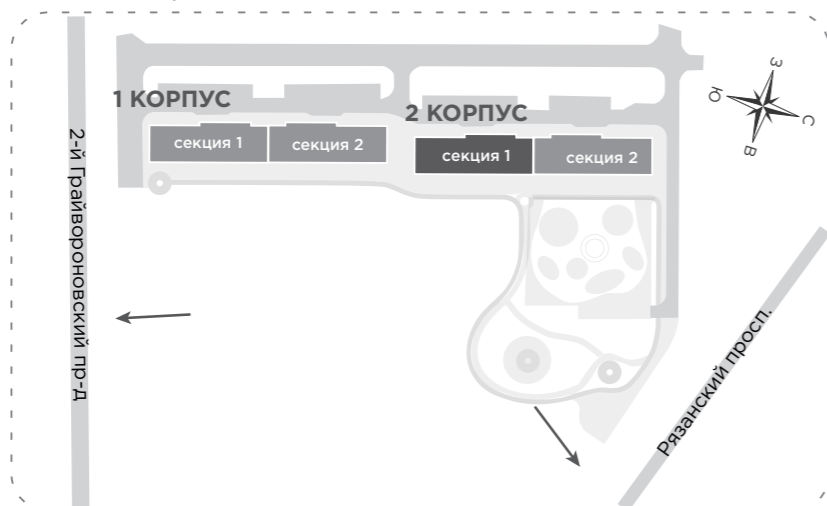 1 КОРПУС
2 КОРПУС
секция 1
секция 2
секция 1
секция 2
З
Ю
С
В
2-й Грайвороновский пр-д
Рязанский просп.